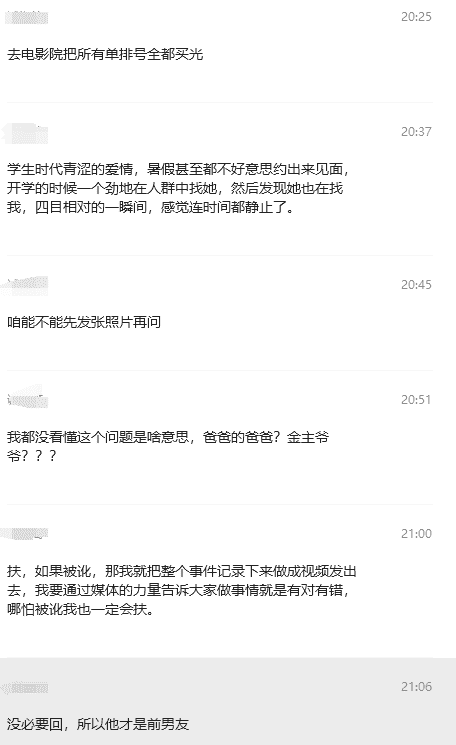 20:25
去电影院把所有单排号全都买光
20:37
学生时代青涩的爱情，暑假甚至都不好意思约出来见面，
开学的时候一个劲地在人群中找她，然后发现她也在找
我，四目相对的一瞬间，感觉连时间都静止了。
20:45
咱能不能先发张照片再问
20:51
我都没看懂这个问题是啥意思，爸爸的爸爸？金主爷
爷？？？
21:00
扶，如果被讹，那我就把整个事件记录下来做成视频发出
去，我要通过媒体的力量告诉大家做事情就是有对有错，
哪怕被讹我也一定会扶。
21:06
没必要回，所以他才是前男友